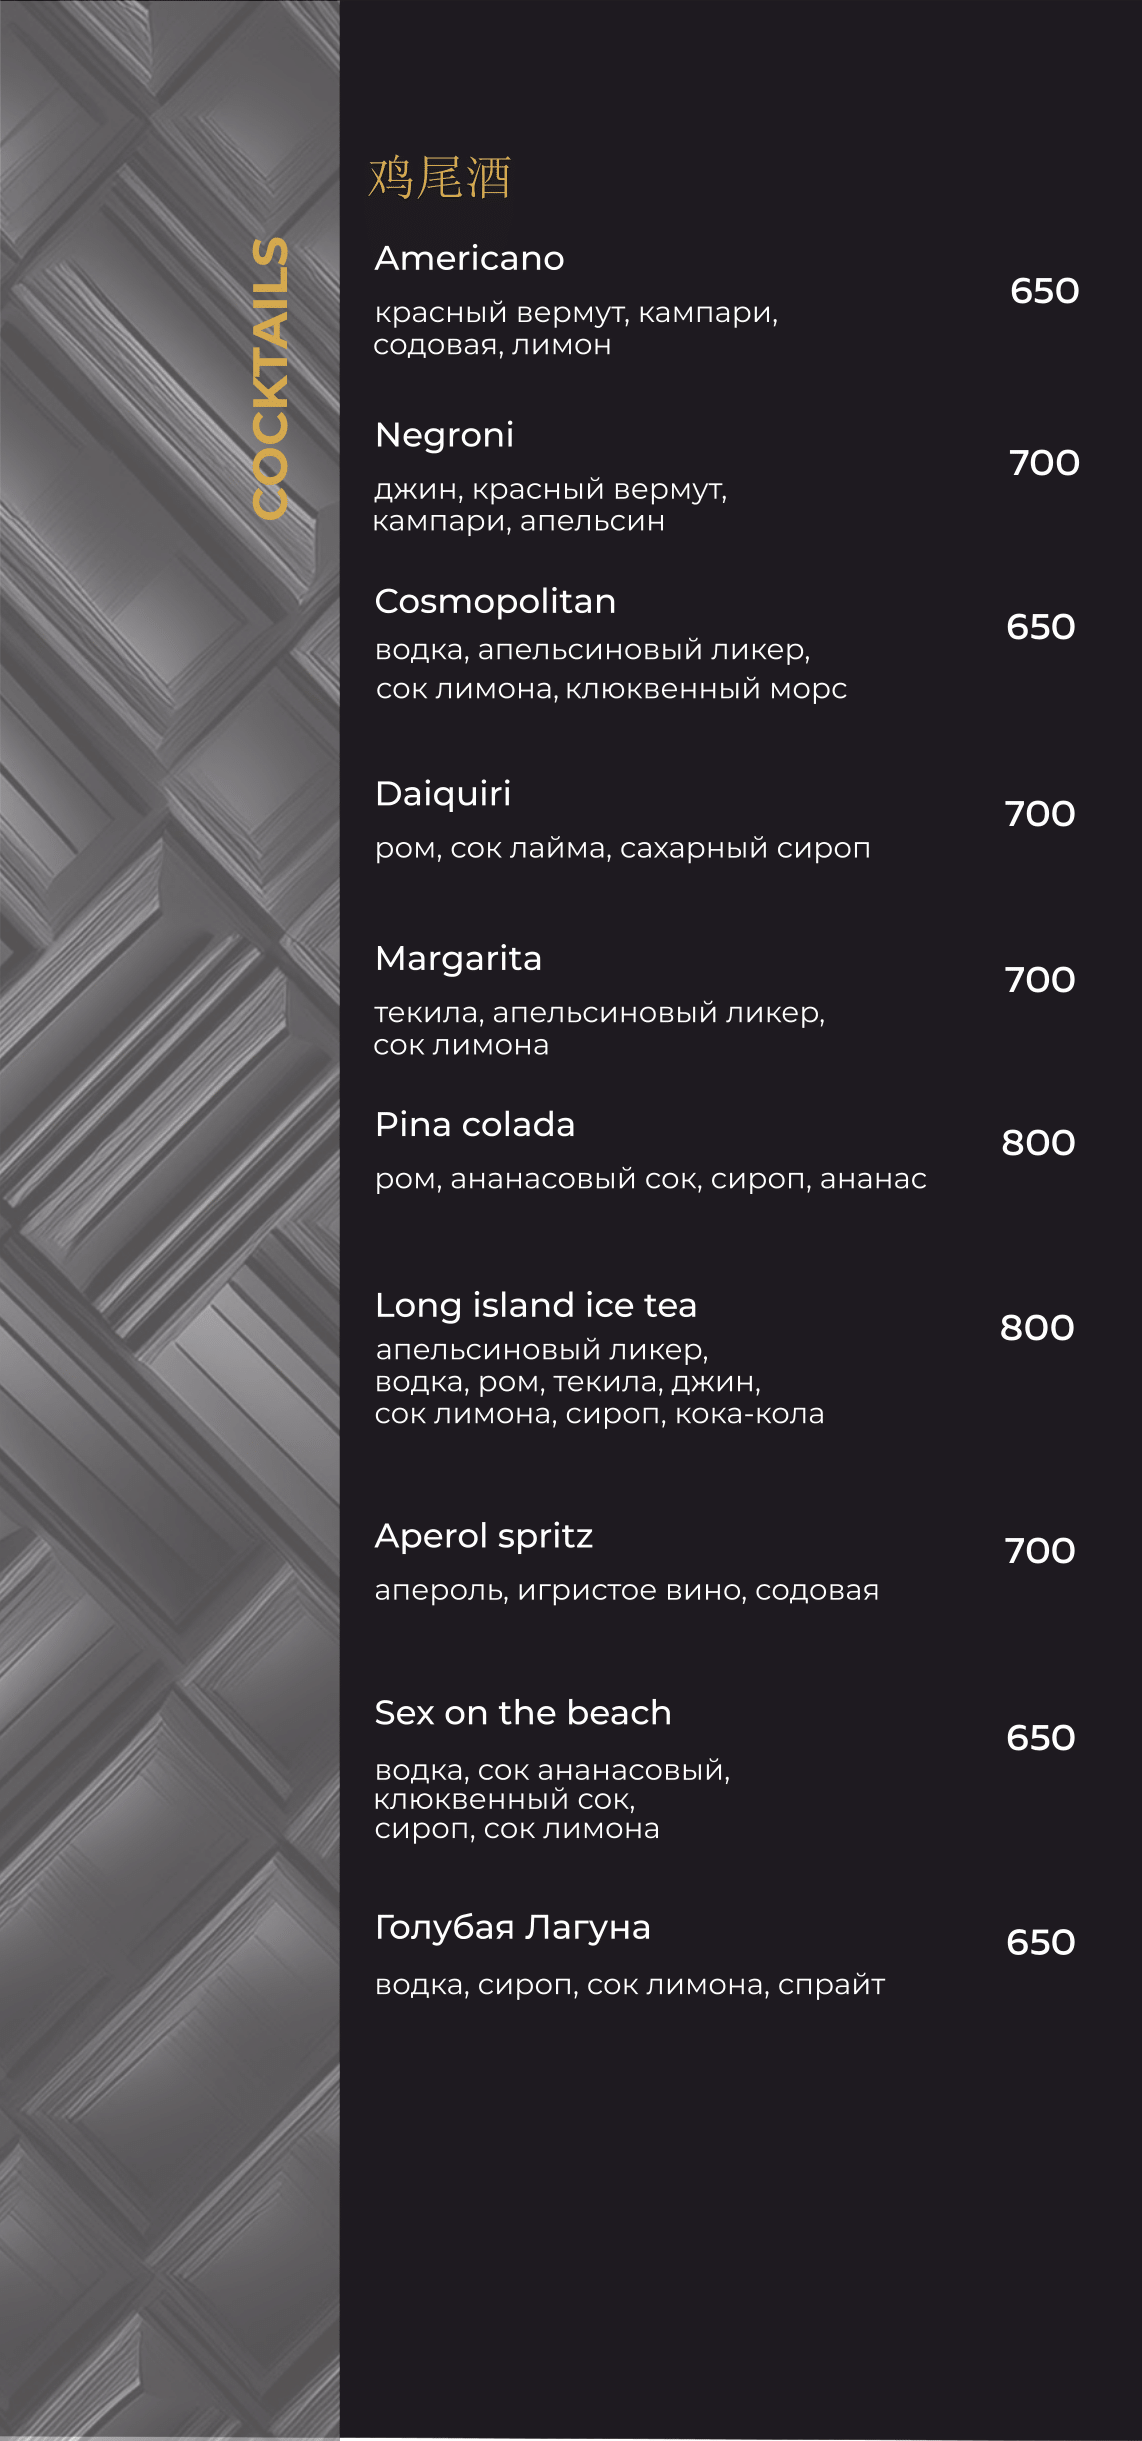 COCKTAILS
鸡尾酒
Americano
650
красный вермут, кампари,
содовая, лимон
Negroni
700
джин, красный вермут,
кампари, апельсин
Cosmopolitan
650
водка, апельсиновый ликер,
сок лимона, клюквенный морс
Daiquiri
700
ром, сок лайма, сахарный сироп
Margarita
700
текила, апельсиновый ликер,
сок лимона
Pina colada
800
ром, ананасовый сок, сироп, ананас
Long island ice tea
800
апельсиновый ликер,
водка, ром, текила, джин,
сок лимона, сироп, кока-кола
Aperol spritz
700
апероль, игристое вино, содовая
Sex on the beach
650
водка, сок ананасовый,
клюквенный сок,
сироп, сок лимона
Голубая Лагуна
650
водка, сироп, сок лимона, спрайт